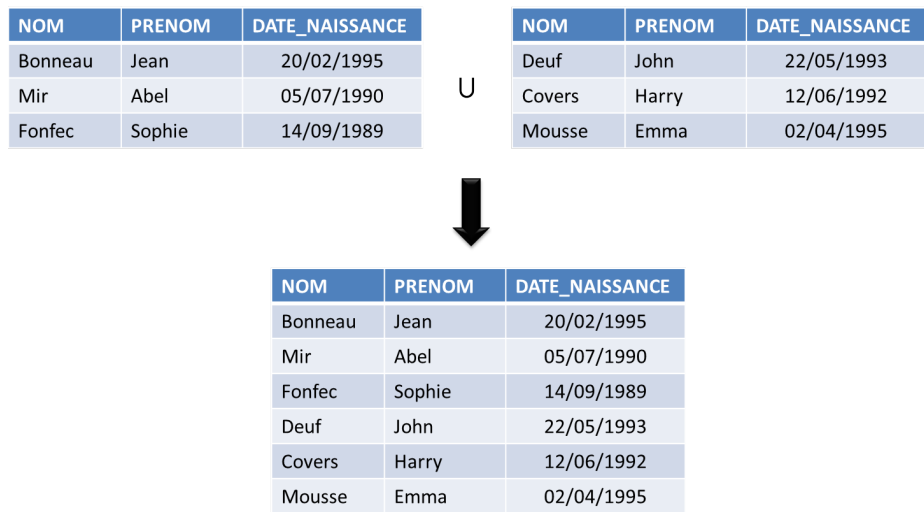 NOM PRENOM DATE_NAISSANCE
Bonneau Jean 20/02/1995
Mir Abel 05/07/1990
Fonfec Sophie 14/09/1989
U
NOM PRENOM DATE_NAISSANCE
Deuf John 22/05/1993
Covers Harry 12/06/1992
Mousse Emma 02/04/1995
NOM PRENOM DATE_NAISSANCE
Bonneau Jean 20/02/1995
Mir Abel 05/07/1990
Fonfec Sophie 14/09/1989
Deuf John 22/05/1993
Covers Harry 12/06/1992
Mousse Emma 02/04/1995